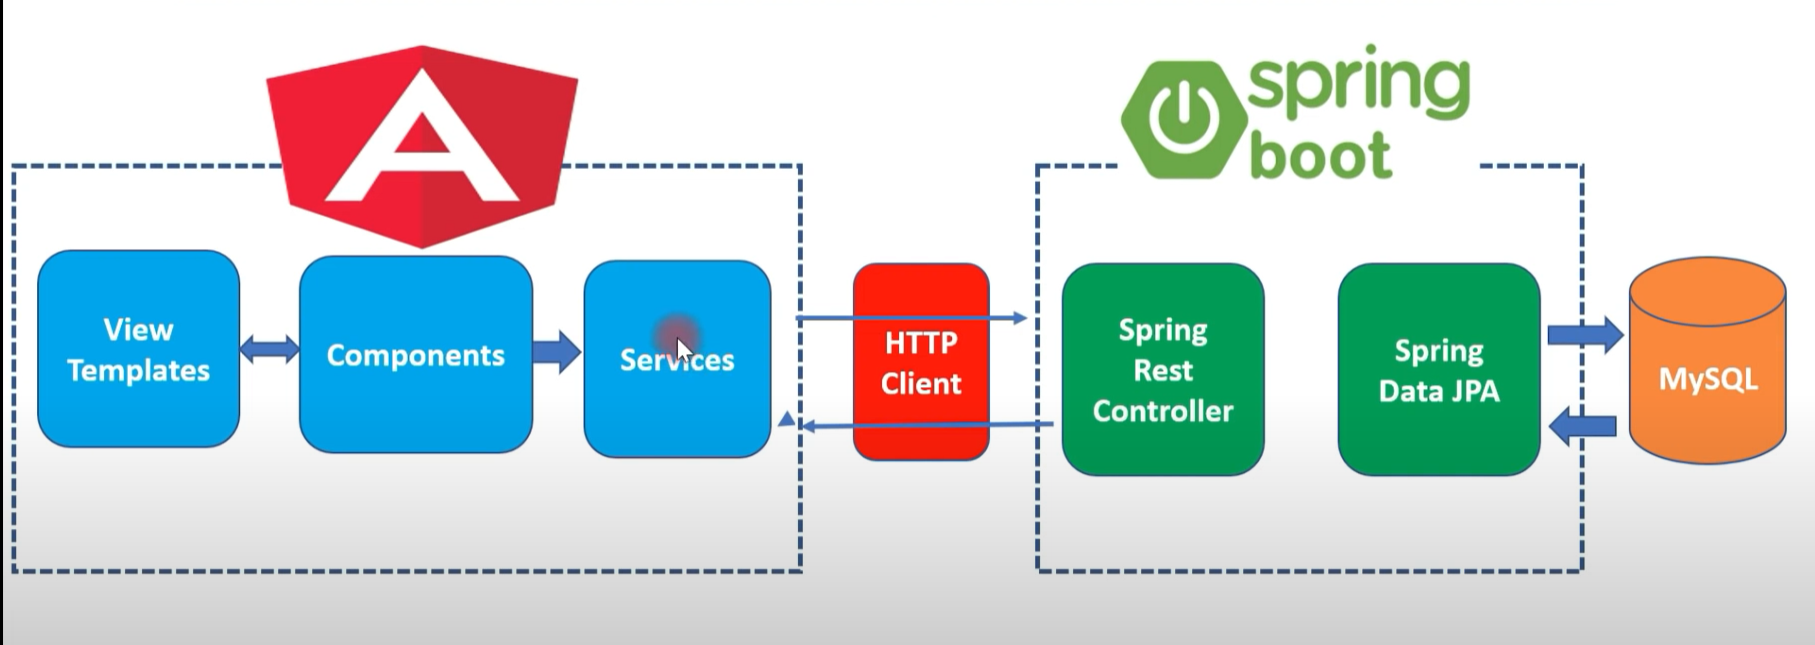 spring
boot
View
Templates
Components
Services
HTTP
Client
Spring
Rest
Controller
Spring
Data JPA
MySQL